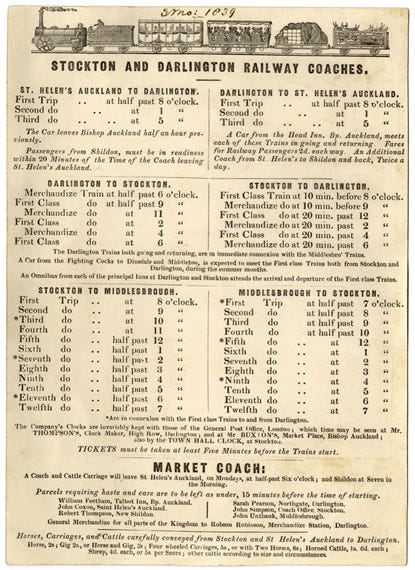 5mo: 1839
STOCKTON AND DARLINGTON RAILWAY COACHES.
ST. HELEN'S AUCKLAND TO DARLINGTON.
First Trip .. at half past 8 o'clock.
Second do .. at 1 "
Third do .. at 5 "
The Car leaves Bishop Auckland half an hour pre-
viously.
Passengers from Shildon, must be in readiness
within 20 Minutes of the Time of the Coach leaving
St. Helen's Auckland.
DARLINGTON TO ST. HELEN'S AUCKLAND.
First Trip .. at half past 8 o'clock.
Second do .. at 1 "
Third do .. at 5 "
A Car from the Head Inn, Bp. Auckland, meets
each of these Trains in going and returning. Fares
for Railway Passengers 2d. each way. An Additional
Coach from St. Helen's to Shildon and back, Twice a
day.
DARLINGTON TO STOCKTON.
Merchandize Train at half past 6 o'clock.
First Class do at half past 9 "
Merchandize do at 11 "
First Class do at 2 "
Merchandize do at 4 "
First Class do at 6 "
STOCKTON TO DARLINGTON.
First Class Train at 10 min. before 8 o'clock.
Merchandize do at 10 min. before 9 "
First Class do at 20 min. past 12 "
Merchandize do at 20 min. past 2 "
First Class do at 20 min. past 4 "
Merchandize do at 20 min. past 6 "
The Darlington Trains both going and returning, are in immediate connexion with the Middlesbro' Trains.
A Car from the Fighting Cocks to Dinsdale and Middleton, is expected to meet the First Class Trains both from Stockton and
Darlington, during the summer months.
An Omnibus from each of the principal Inns at Darlington and Stockton attends the arrival and departure of the First Class Trains.
STOCKTON TO MIDDLESBROUGH.
First Trip .. at 8 o'clock.
Second do .. at 9 "
*Third do .. at 10 "
Fourth do .. at 11 "
Fifth do .. half past 12 "
Sixth do .. half past 1 "
*Seventh do .. half past 2 "
Eighth do .. half past 3 "
Ninth do .. half past 4 "
Tenth do .. half past 5 "
*Eleventh do .. half past 6 "
Twelfth do .. half past 7 "
MIDDLESBROUGH TO STOCKTON.
*First Trip at half past 7 o'clock.
Second do at half past 8 "
Third do at half past 9 "
Fourth do at half past 10 "
*Fifth do .. at 12 "
Sixth do .. at 1 "
Seventh do .. at 2 "
Eighth do .. at 3 "
*Ninth do .. at 4 "
Tenth do .. at 5 "
Eleventh do .. at 6 "
Twelfth do .. at 7 "
*Are in connexion with the First class Trains to and from Darlington.
The Company's Clocks are invariably kept with those of the General Post Office, London; which time may be seen at Mr.
THOMPSON'S, Clock Maker, High Row, Darlington; and at Mr BUXTON'S, Market Place, Bishop Auckland;
also by the TOWN HALL CLOCK, at Stockton.
TICKETS must be taken at least Five Minutes before the Trains start.
MARKET COACH:
A Coach and Cattle Carriage will leave St Helen's Auckland, on Mondays, at half-past Six o'clock; and Shildon at Seven in
the Morning.
Parcels requiring haste and care are to be left as under, 15 minutes before the time of starting.
William Feetham, Talbot Inn, Bp. Auckland.
John Coxon, Saint Helen's Auckland.
Robert Thompson, New Shildon.
Sarah Pearson, Northgate, Darlington.
John Simpson, Coach Office, Stockton.
John Unthank, Middlesbrough.
General Merchandize for all parts of the Kingdom to Robson Robinson, Merchandize Station, Darlington.
Horses, Carriages, and Cattle carefully conveyed from Stockton and St Helen's Auckland to Darlington.
Horse, 2s; Gig 2s, or Horse and Gig, 3s; Four wheeled Carriages, 5s., or with Two Horses, 8s; Horned Cattle, 1s. 6d. each;
Sheep, 4d. each, or 5s. per Score; other cattle according to size and circumstances.